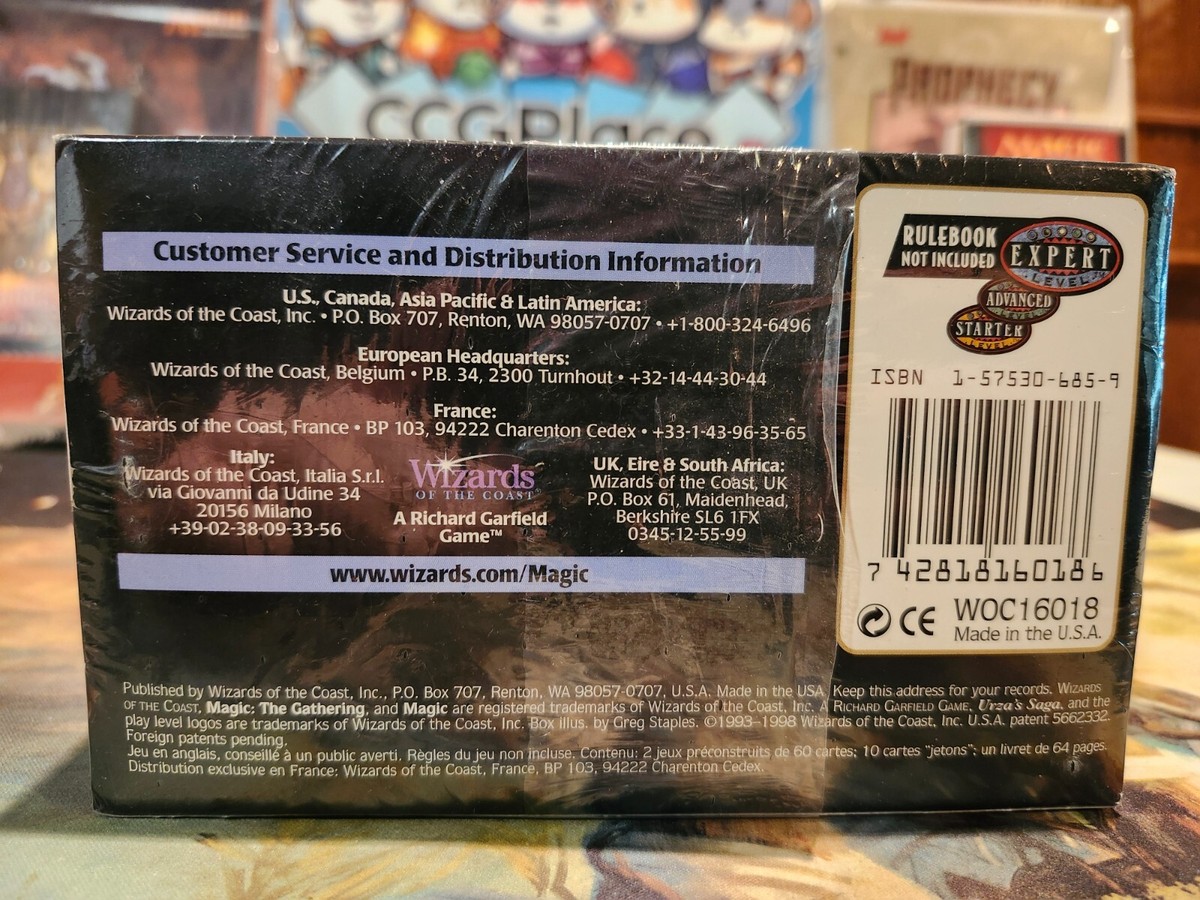 CCGPlace
PROPHECY
MAGIC
Customer Service and Distribution Information
U.S., Canada, Asia Pacific & Latin America:
Wizards of the Coast, Inc. • P.O. Box 707, Renton, WA 98057-0707 • +1-800-324-6496
European Headquarters:
Wizards of the Coast, Belgium • P.B. 34, 2300 Turnhout • +32-14-44-30-44
France:
Wizards of the Coast, France • BP 103, 94222 Charenton Cedex • +33-1-43-96-35-65
Italy:
Wizards of the Coast, Italia S.r.l.
via Giovanni da Udine 34
20156 Milano
+39-02-38-09-33-56
Wizards
OF THE COAST®
A Richard Garfield
Game™
UK, Eire & South Africa:
Wizards of the Coast, UK
P.O. Box 61, Maidenhead,
Berkshire SL6 1FX
0345-12-55-99
www.wizards.com/Magic
RULEBOOK
NOT INCLUDED
EXPERT
LEVEL™
ADVANCED
LEVEL
STARTER
LEVEL
ISBN 1-57530-685-9
7 42818160186
CE WOC16018
Made in the U.S.A.
Published by Wizards of the Coast, Inc., P.O. Box 707, Renton, WA 98057-0707, U.S.A. Made in the USA. Keep this address for your records. WIZARDS
OF THE COAST, Magic: The Gathering, and Magic are registered trademarks of Wizards of the Coast, Inc. A RICHARD GARFIELD GAME, Urza's Saga, and the
play level logos are trademarks of Wizards of the Coast, Inc. Box illus. by Greg Staples. ©1993–1998 Wizards of the Coast, Inc. U.S.A. patent 5662332.
Foreign patents pending.
Jeu en anglais, conseillé à un public averti. Règles du jeu non incluse. Contenu: 2 jeux préconstruits de 60 cartes; 10 cartes "jetons"; un livret de 64 pages.
Distribution exclusive en France: Wizards of the Coast, France, BP 103, 94222 Charenton Cedex.